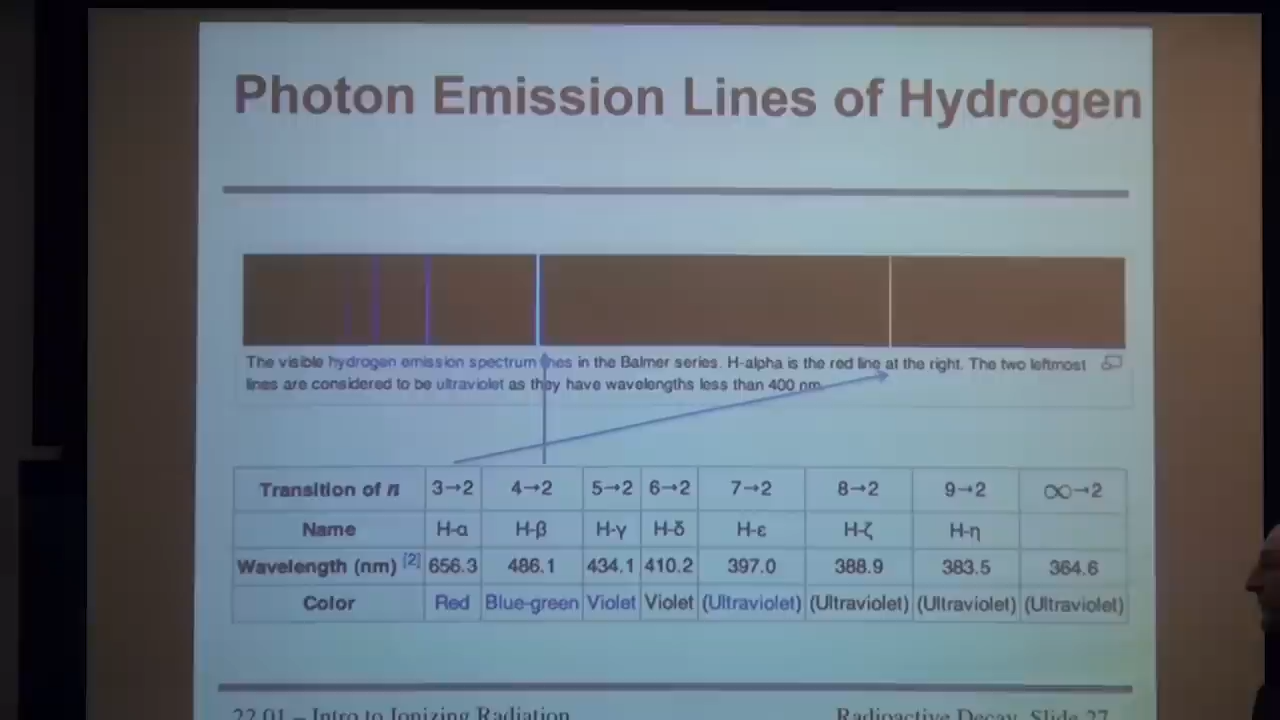 Photon Emission Lines of Hydrogen
The visible hydrogen emission spectrum lines in the Balmer series. H-alpha is the red line at the right. The two leftmost
lines are considered to be ultraviolet as they have wavelengths less than 400 nm.
Transition of n 3→2 4→2 5→2 6→2 7→2 8→2 9→2 ∞→2
Name H-α H-β H-γ H-δ H-ε H-ζ H-η
Wavelength (nm) [2] 656.3 486.1 434.1 410.2 397.0 388.9 383.5 364.6
Color Red Blue-green Violet Violet (Ultraviolet) (Ultraviolet) (Ultraviolet) (Ultraviolet)
22.01 – Intro to Ionizing Radiation Radioactive Decay, Slide 27